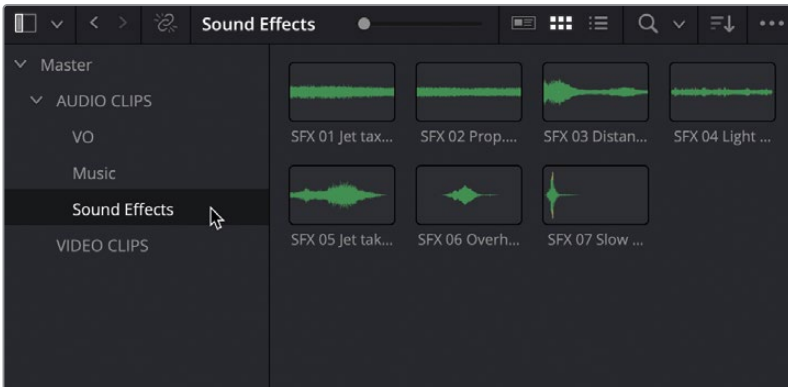 Sound Effects
Master
AUDIO CLIPS
VO
Music
Sound Effects
VIDEO CLIPS
SFX 01 Jet tax...
SFX 02 Prop....
SFX 03 Distan...
SFX 04 Light ...
SFX 05 Jet tak...
SFX 06 Overh...
SFX 07 Slow ...